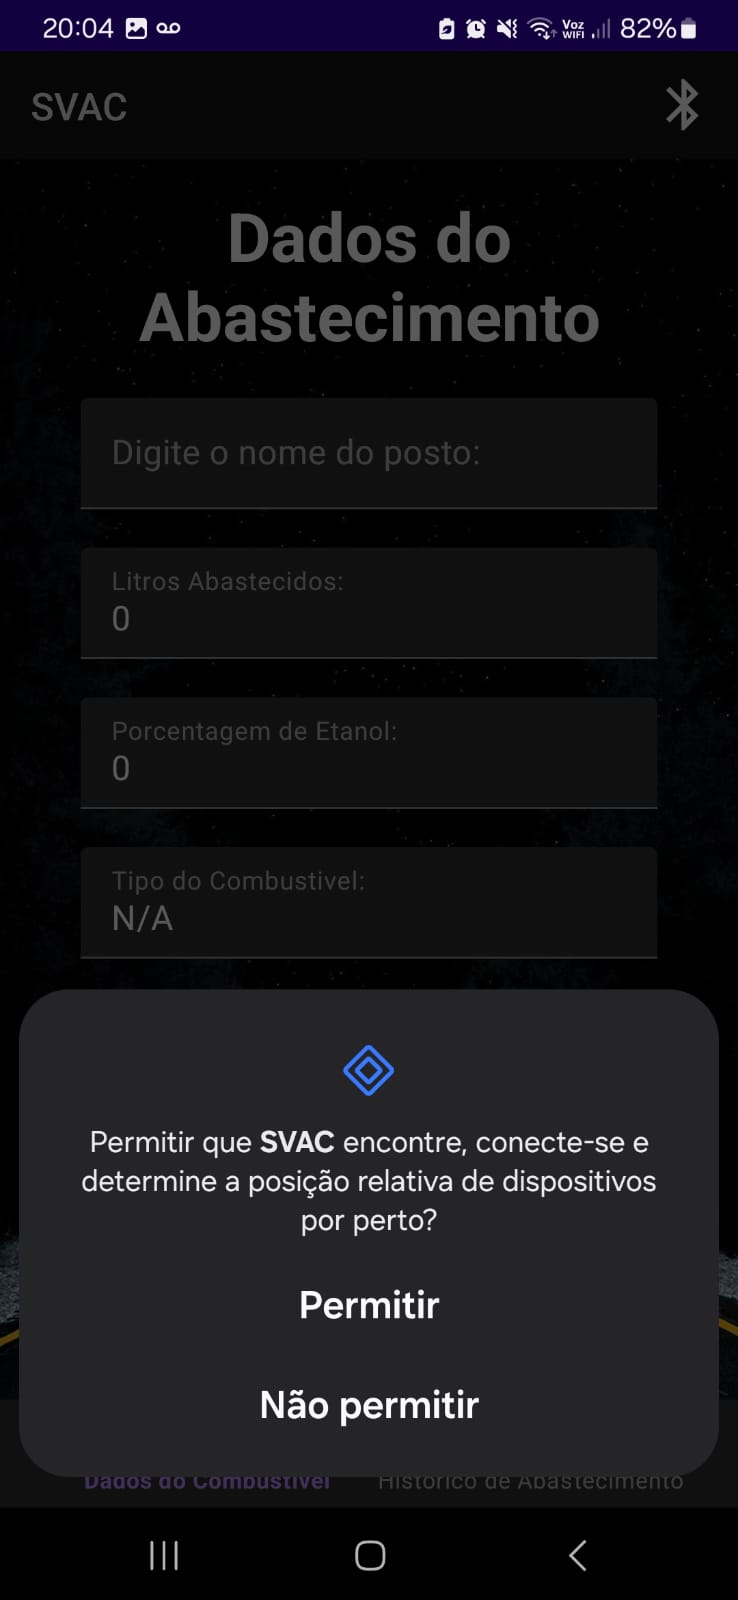 20:04
Voz
WIFI
82%
SVAC
Dados do
Abastecimento
Digite o nome do posto:
Litros Abastecidos:
0
Porcentagem de Etanol:
0
Tipo do Combustivel:
N/A
Permitir que SVAC encontre, conecte-se e
determine a posição relativa de dispositivos
por perto?
Permitir
Não permitir
Dados do Combustivel
Histórico de Abastecimento